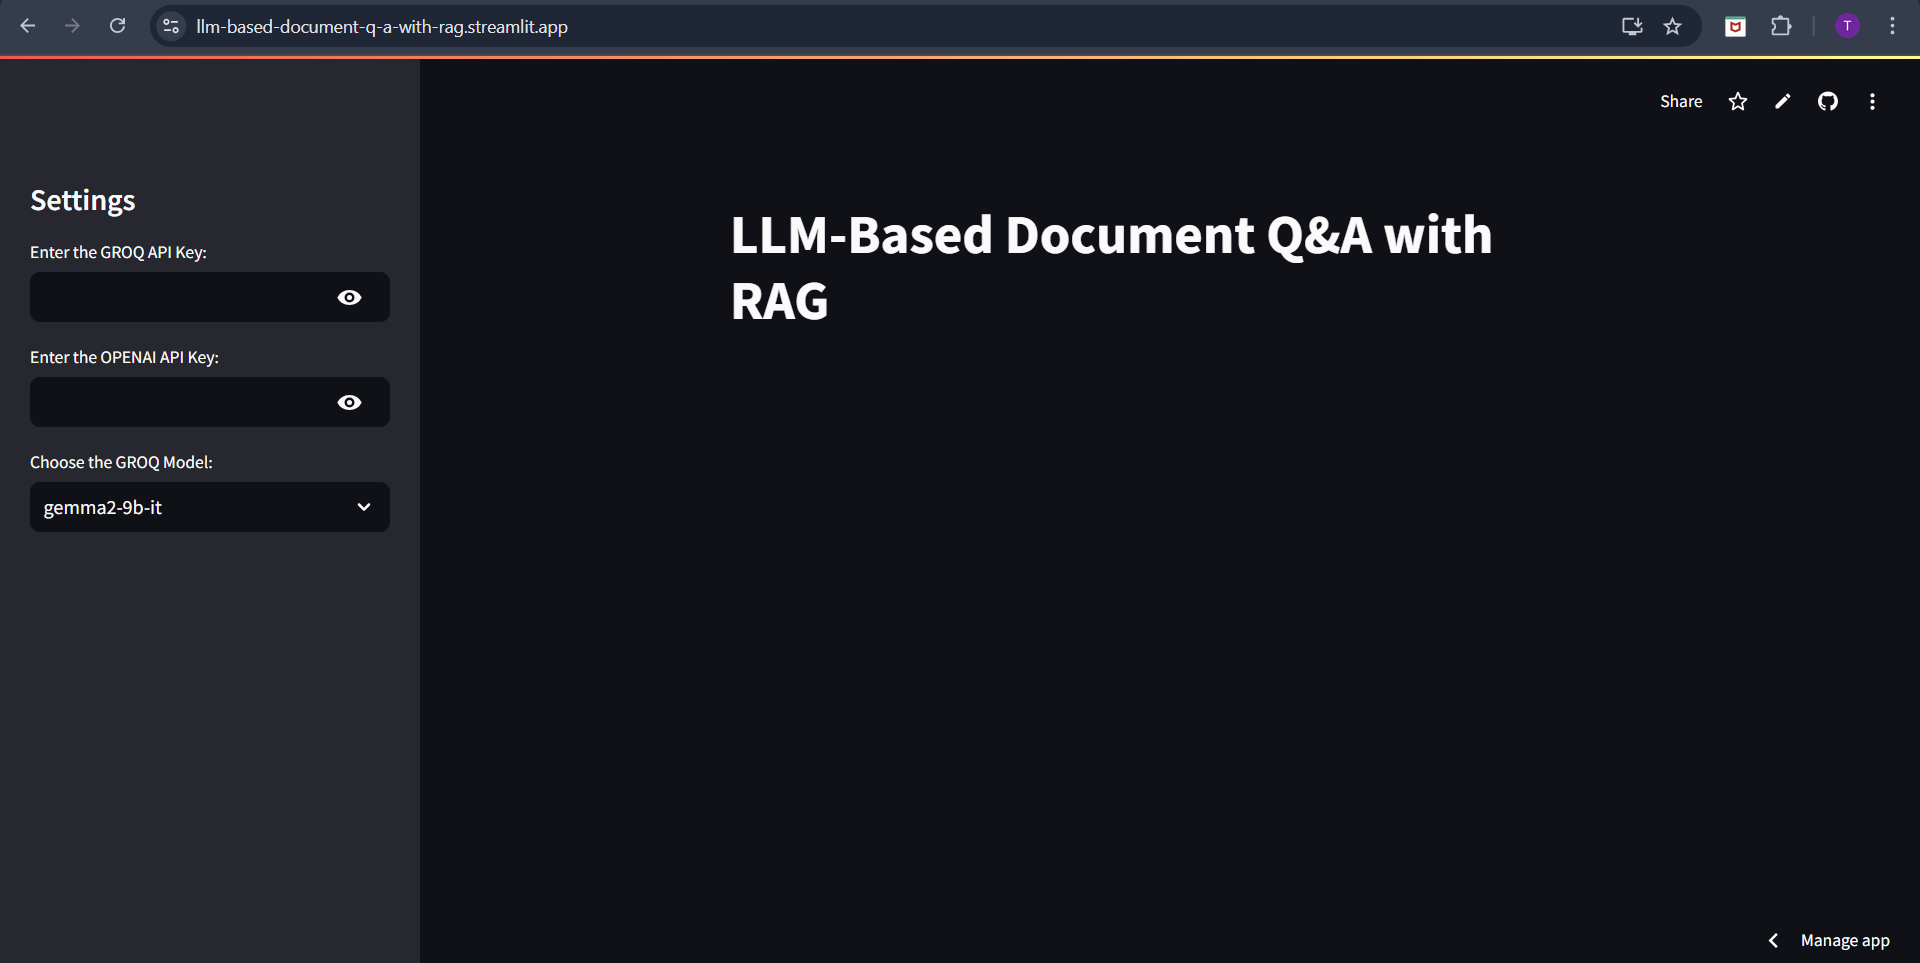 llm-based-document-q-a-with-rag.streamlit.app
T
Share
Settings
Enter the GROQ API Key:
Enter the OPENAI API Key:
Choose the GROQ Model:
gemma2-9b-it
LLM-Based Document Q&A with
RAG
Manage app